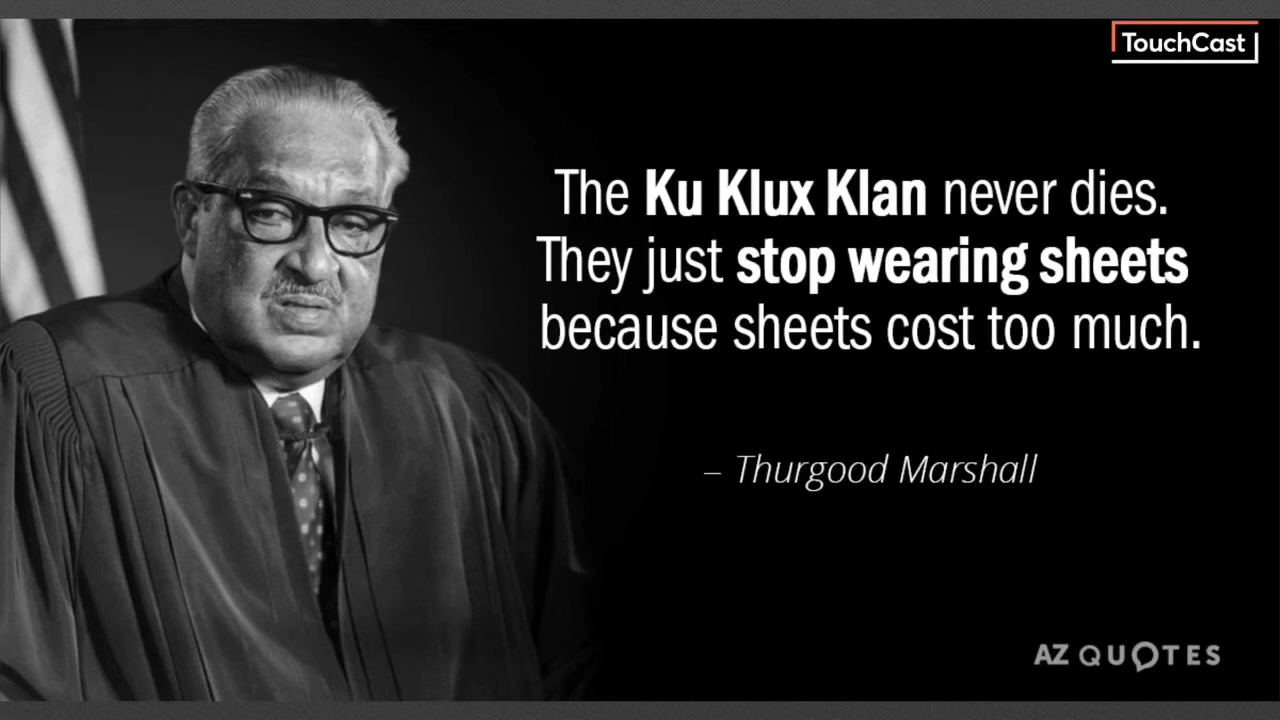 TouchCast
The Ku Klux Klan never dies.
They just stop wearing sheets
because sheets cost too much.
– Thurgood Marshall
AZ QUOTES